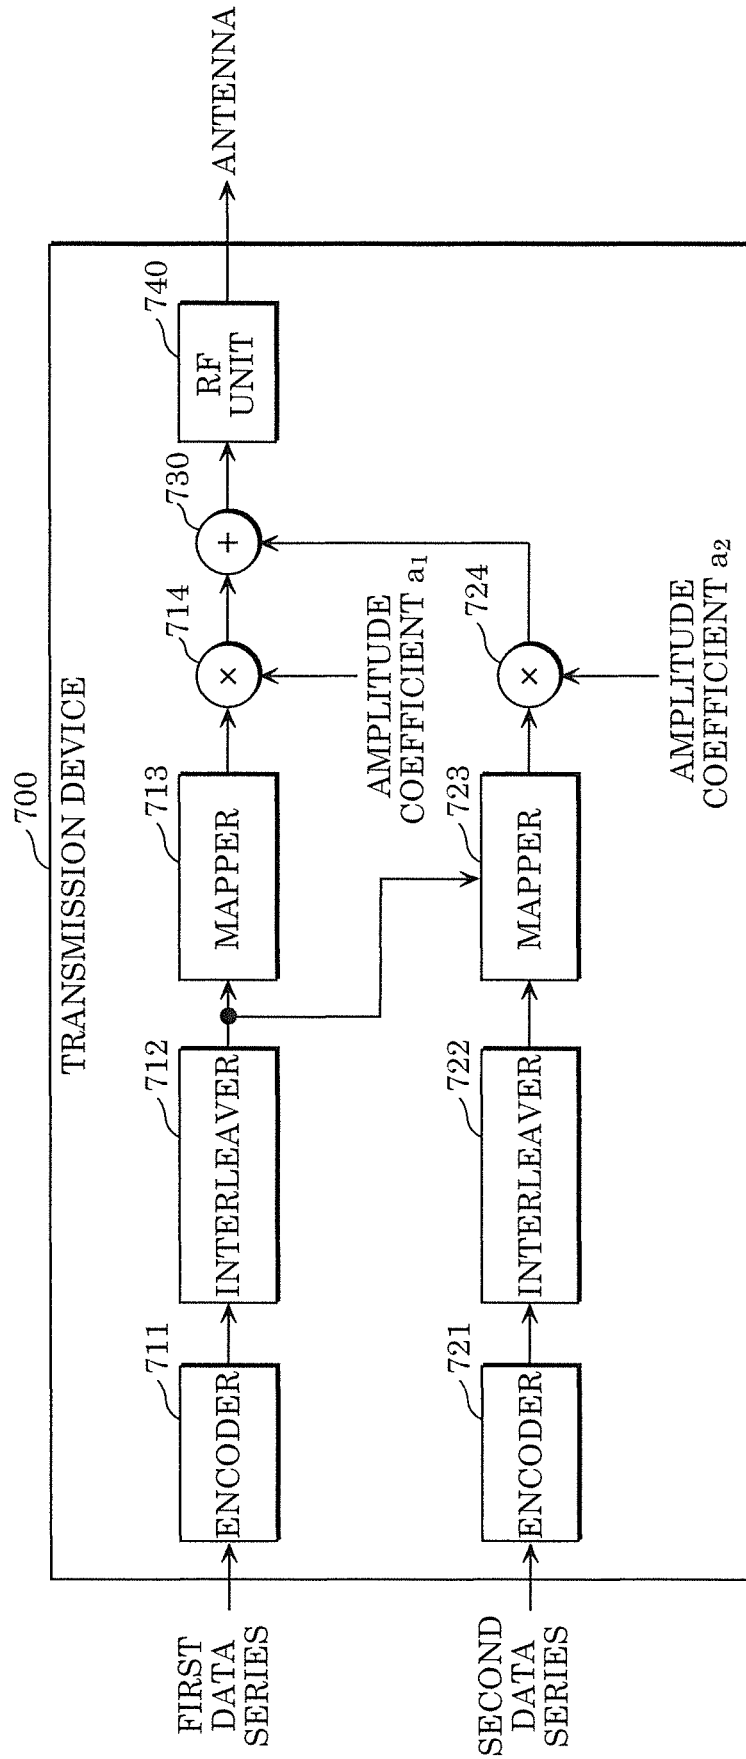 700
TRANSMISSION DEVICE
FIRST
DATA
SERIES
711
ENCODER
712
INTERLEAVER
713
MAPPER
714
×
AMPLITUDE
COEFFICIENT a1
730
+
740
RF
UNIT
ANTENNA
SECOND
DATA
SERIES
721
ENCODER
722
INTERLEAVER
723
MAPPER
724
×
AMPLITUDE
COEFFICIENT a2